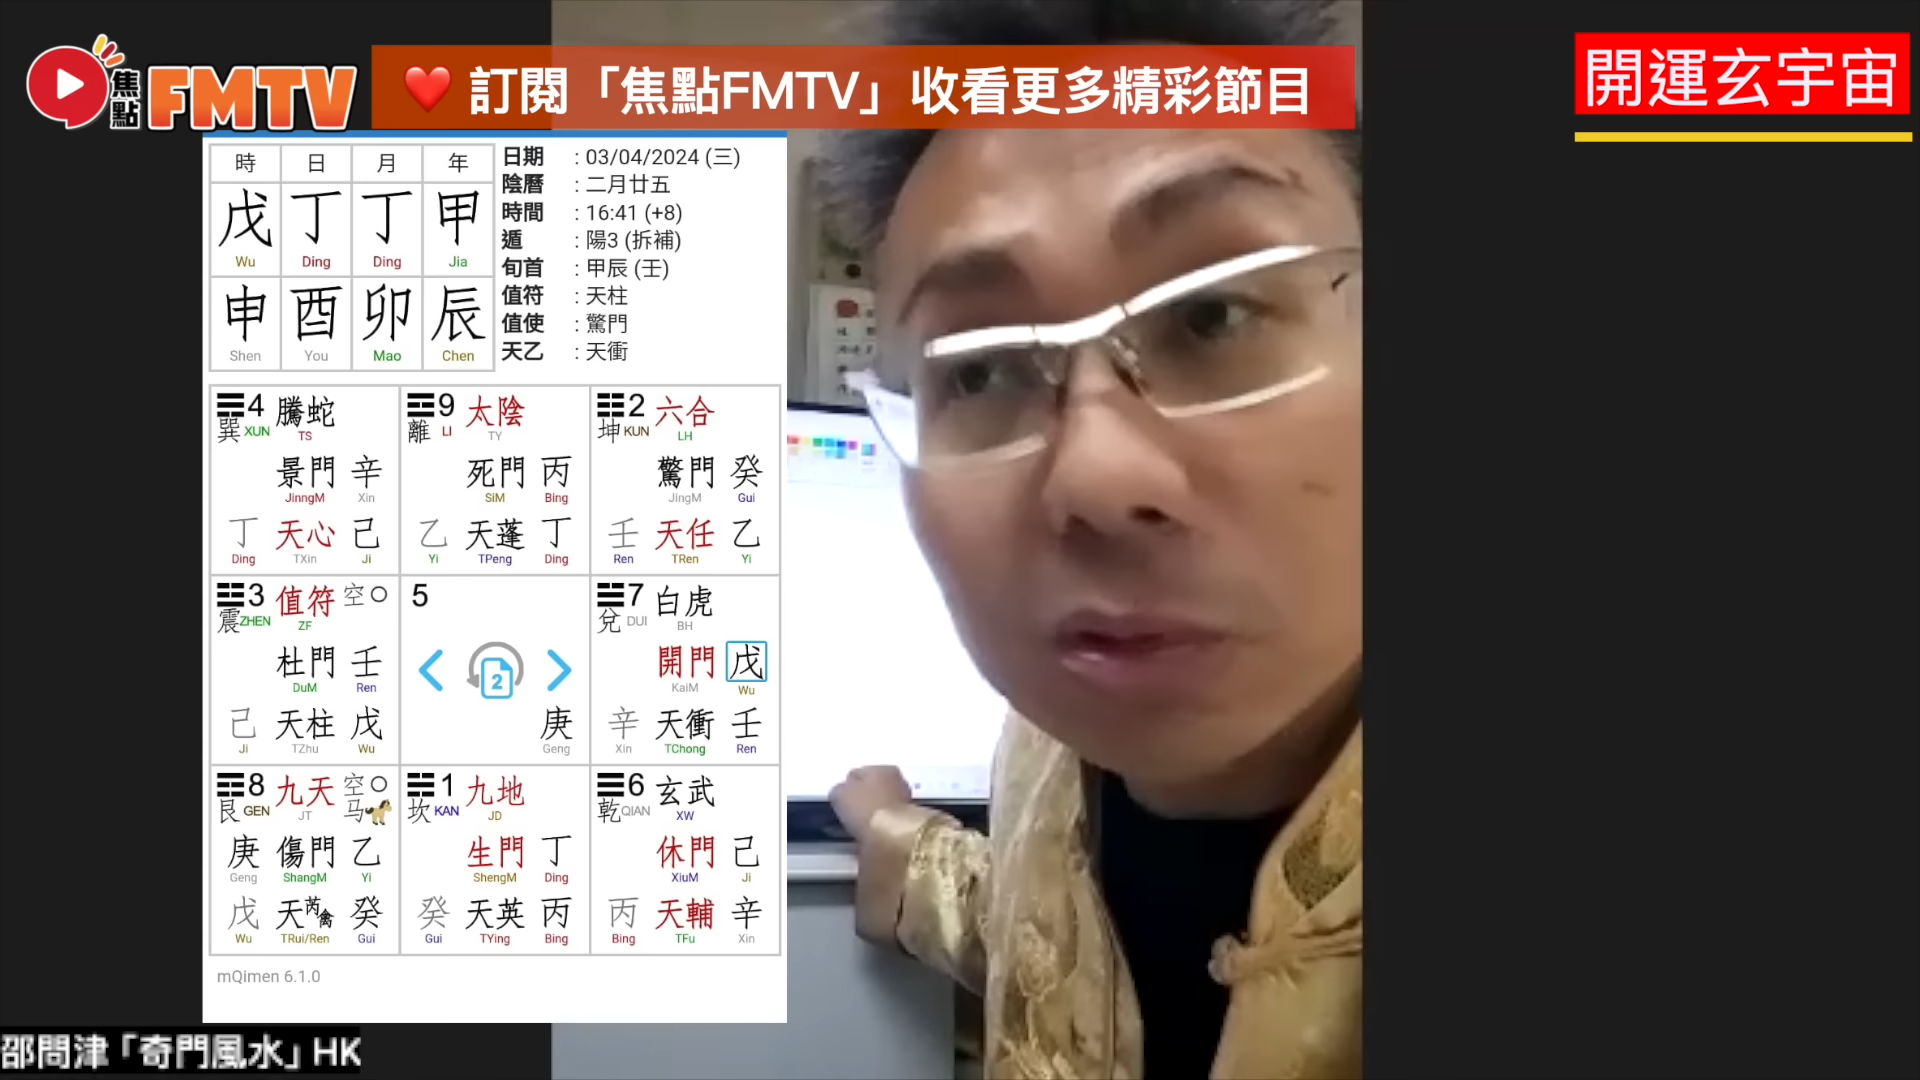 焦點 FMTV
❤️ 訂閱「焦點FMTV」收看更多精彩節目
開運玄宇宙
時 日 月 年
戊 丁 丁 甲
Wu Ding Ding Jia
申 酉 卯 辰
Shen You Mao Chen
日期 : 03/04/2024 (三)
陰曆 : 二月廿五
時間 : 16:41 (+8)
遁 : 陽3 (拆補)
旬首 : 甲辰 (壬)
值符 : 天柱
值使 : 驚門
天乙 : 天衝
4 騰蛇
巽 XUN TS
景門 辛
JinngM Xin
丁 天心 己
Ding TXin Ji
9 太陰
離 LI TY
死門 丙
SiM Bing
乙 天蓬 丁
Yi TPeng Ding
2 六合
坤 KUN LH
驚門 癸
JingM Gui
壬 天任 乙
Ren TRen Yi
3 值符 空
震 ZHEN ZF
杜門 壬
DuM Ren
己 天柱 戊
Ji TZhu Wu
5
2
庚
Geng
7 白虎
兌 DUI BH
開門 戊
KaiM Wu
辛 天衝 壬
Xin TChong Ren
8 九天 空
艮 GEN JT 马
庚 傷門 乙
Geng ShangM Yi
戊 天芮禽 癸
Wu TRui/Ren Gui
1 九地
坎 KAN JD
生門 丁
ShengM Ding
癸 天英 丙
Gui TYing Bing
6 玄武
乾 QIAN XW
休門 己
XiuM Ji
丙 天輔 辛
Bing TFu Xin
mQimen 6.1.0
邵問津「奇門風水」HK